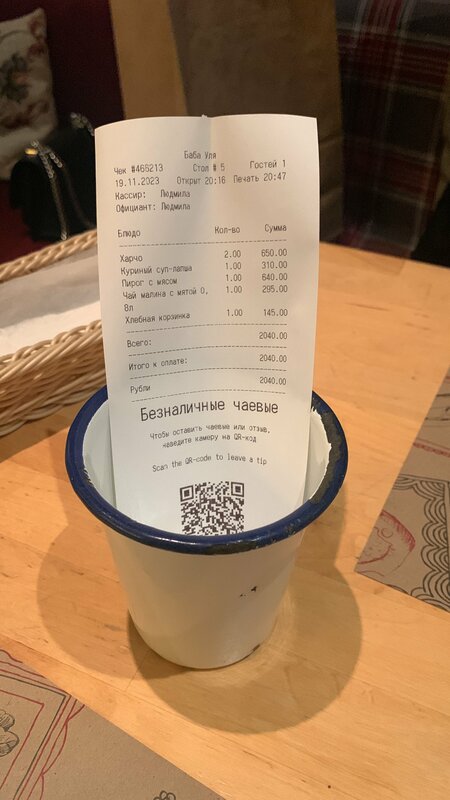 Баба Уля
Чек #465213 Стол # 5 Гостей 1
19.11.2023 Открыт 20:16 Печать 20:47
Кассир: Людмила
Официант: Людмила
Блюдо Кол-во Сумма
Харчо 2.00 650.00
Куриный суп-лапша 1.00 310.00
Пирог с мясом 1.00 640.00
Чай малина с мятой 0, 1.00 295.00
8л
Хлебная корзинка 1.00 145.00
Всего: 2040.00
Итого к оплате: 2040.00
Рубли 2040.00
Безналичные чаевые
Чтобы оставить чаевые или отзыв,
наведите камеру на QR-код
Scan the QR-code to leave a tip